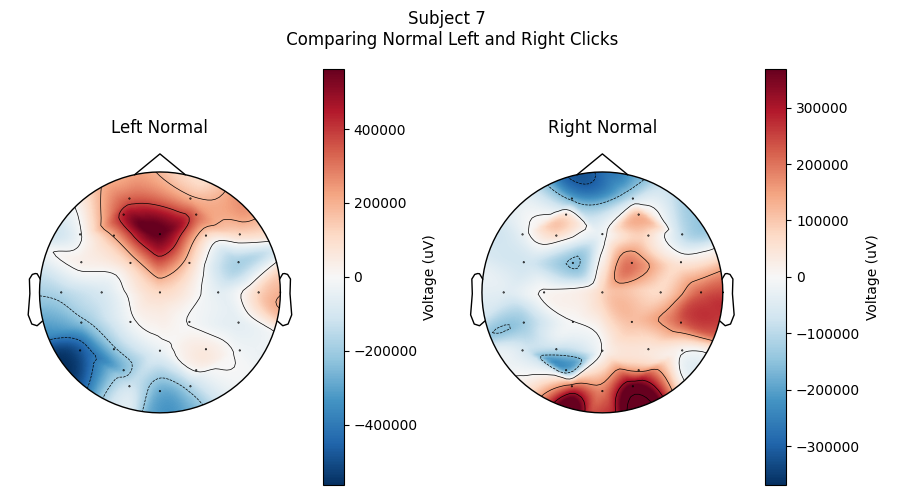 Subject 7
Comparing Normal Left and Right Clicks
Left Normal
400000
200000
0
−200000
−400000
Voltage (uV)
Right Normal
300000
200000
100000
0
−100000
−200000
−300000
Voltage (uV)